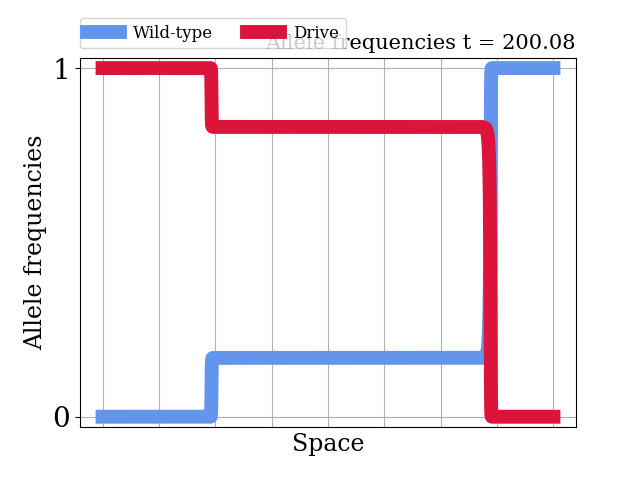 Wild-type Drive
Allele frequencies t = 200.08
1
Allele frequencies
0
Space